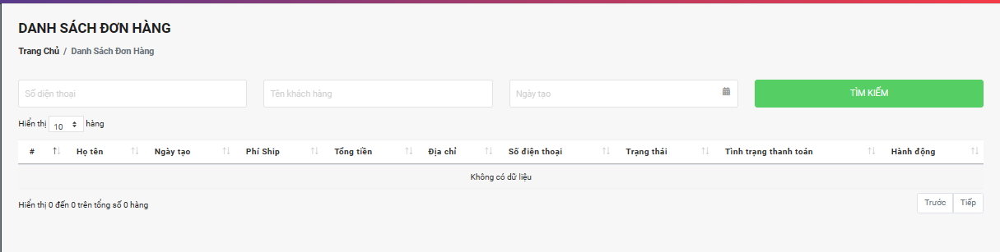 DANH SÁCH ĐƠN HÀNG
Trang Chủ / Danh Sách Đơn Hàng
Số điện thoại Tên khách hàng Ngày tạo TÌM KIẾM
Hiển thị 10 hàng
# Họ tên Ngày tạo Phí Ship Tổng tiền Địa chỉ Số điện thoại Trạng thái Tình trạng thanh toán Hành động
Không có dữ liệu
Hiển thị 0 đến 0 trên tổng số 0 hàng
Trước Tiếp